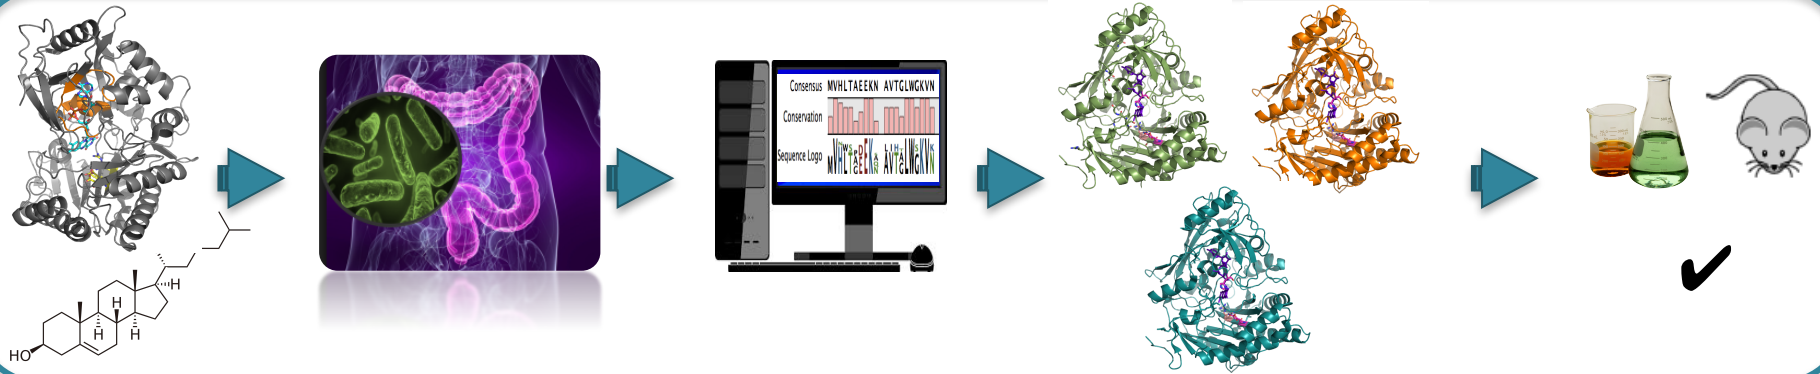 Consensus MVHLTAEEKN AVTGLWGKVN
Conservation
Sequence Logo
H
H
H
H
HO